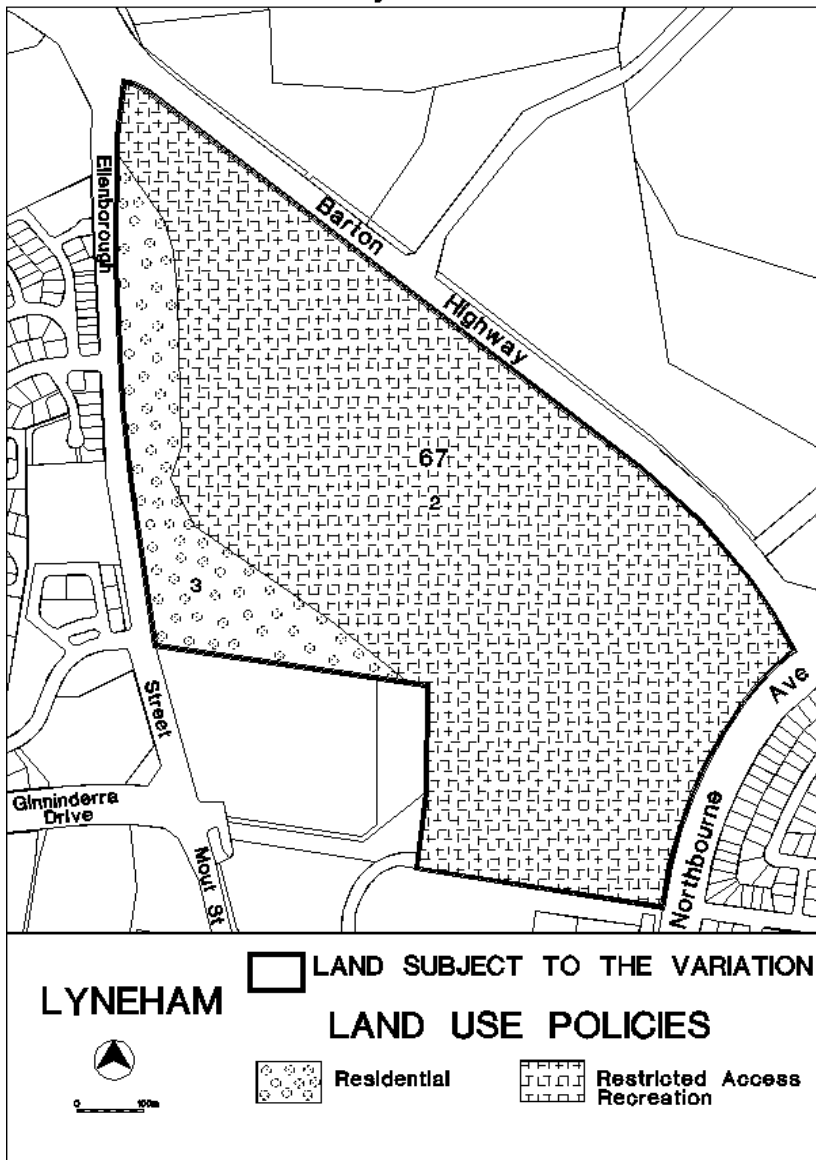 Ellenborough
Barton
Highway
67
2
3
Street
Ave
Ginninderra
Drive
Mout St
Northbourne
LAND SUBJECT TO THE VARIATION
LYNEHAM
LAND USE POLICIES
Residential
Restricted Access
Recreation
0 100m